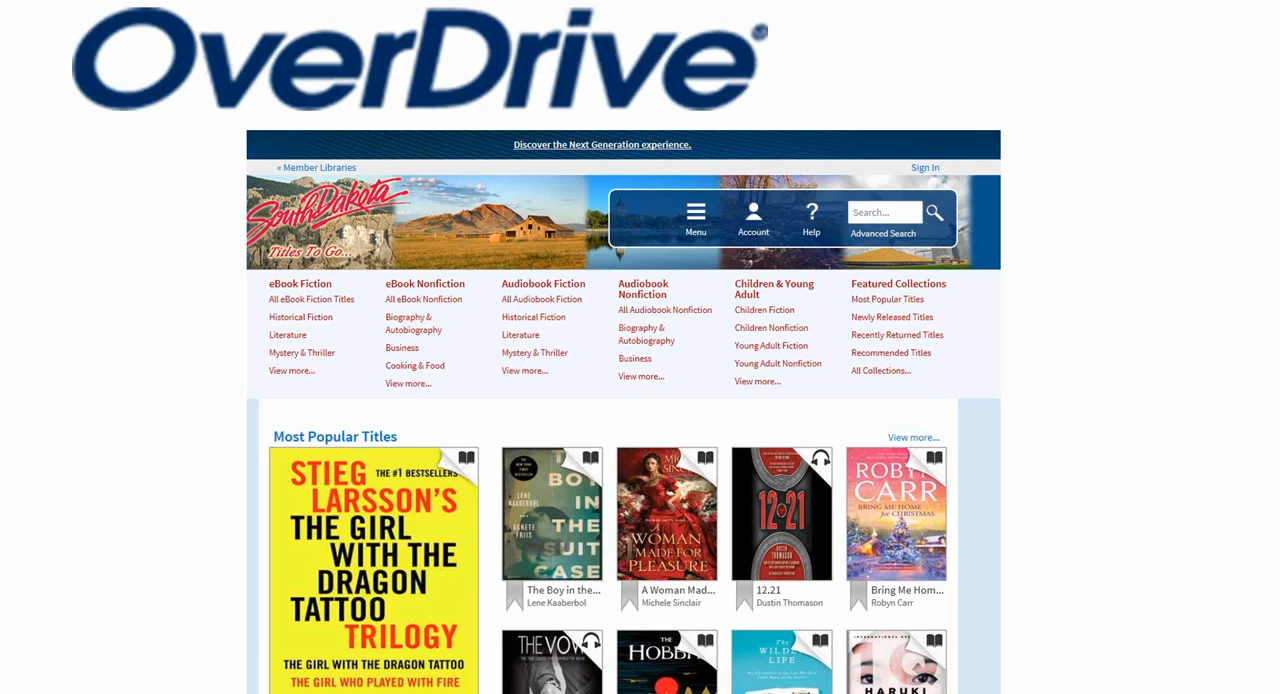 OverDrive®
Discover the Next Generation experience.
« Member Libraries
Sign In
South Dakota
Titles To Go...
Menu
Account
Help
Search...
Advanced Search
eBook Fiction
All eBook Fiction Titles
Historical Fiction
Literature
Mystery & Thriller
View more...
eBook Nonfiction
All eBook Nonfiction
Biography &
Autobiography
Business
Cooking & Food
View more...
Audiobook Fiction
All Audiobook Fiction
Historical Fiction
Literature
Mystery & Thriller
View more...
Audiobook
Nonfiction
All Audiobook Nonfiction
Biography &
Autobiography
Business
View more...
Children & Young
Adult
Children Fiction
Children Nonfiction
Young Adult Fiction
Young Adult Nonfiction
View more...
Featured Collections
Most Popular Titles
Newly Released Titles
Recently Returned Titles
Recommended Titles
All Collections...
Most Popular Titles
View more...
STIEG
THE #1 BESTSELLERS
LARSSON'S
THE GIRL
WITH THE
DRAGON
TATTOO
TRILOGY
THE GIRL WITH THE DRAGON TATTOO
THE GIRL WHO PLAYED WITH FIRE
LENE
KAABERBOL
AGNETE
FRIIS
BOY
IN
THE
SUIT
CASE
The Boy in the...
Lene Kaaberbol
A
WOMAN
MADE FOR
PLEASURE
A Woman Mad...
Michele Sinclair
12•21
DUSTIN
THOMASON
12.21
Dustin Thomason
ROBYN
CARR
BRING ME HOME
for CHRISTMAS
Bring Me Hom...
Robyn Carr
THE VOW
THE
HOBBIT
The
WILD
LIFE
HARUKI